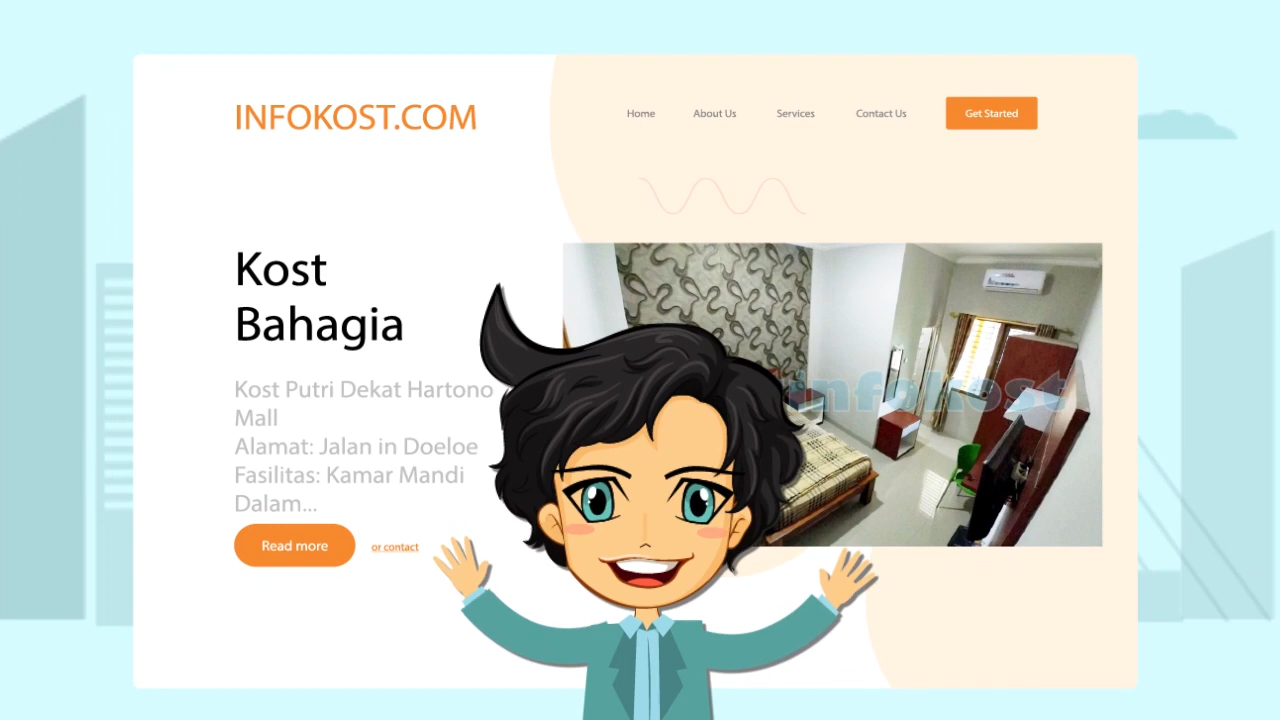 INFOKOST.COM
Home
About Us
Services
Contact Us
Get Started
Kost
Bahagia
Kost Putri Dekat Hartono
Mall
Alamat: Jalan in Doeloe
Fasilitas: Kamar Mandi
Dalam...
Read more
or contact
infokost